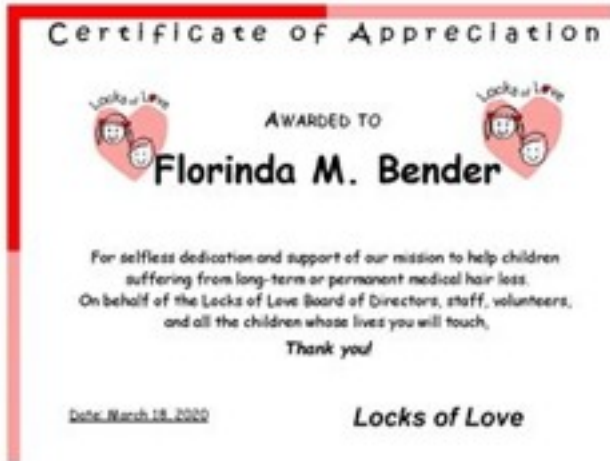 Certificate of Appreciation
Locks of Love
Locks of Love
AWARDED TO
Florinda M. Bender
For selfless dedication and support of our mission to help children
suffering from long-term or permanent medical hair loss.
On behalf of the Locks of Love Board of Directors, staff, volunteers,
and all the children whose lives you will touch,
Thank you!
Date: March 18, 2020
Locks of Love